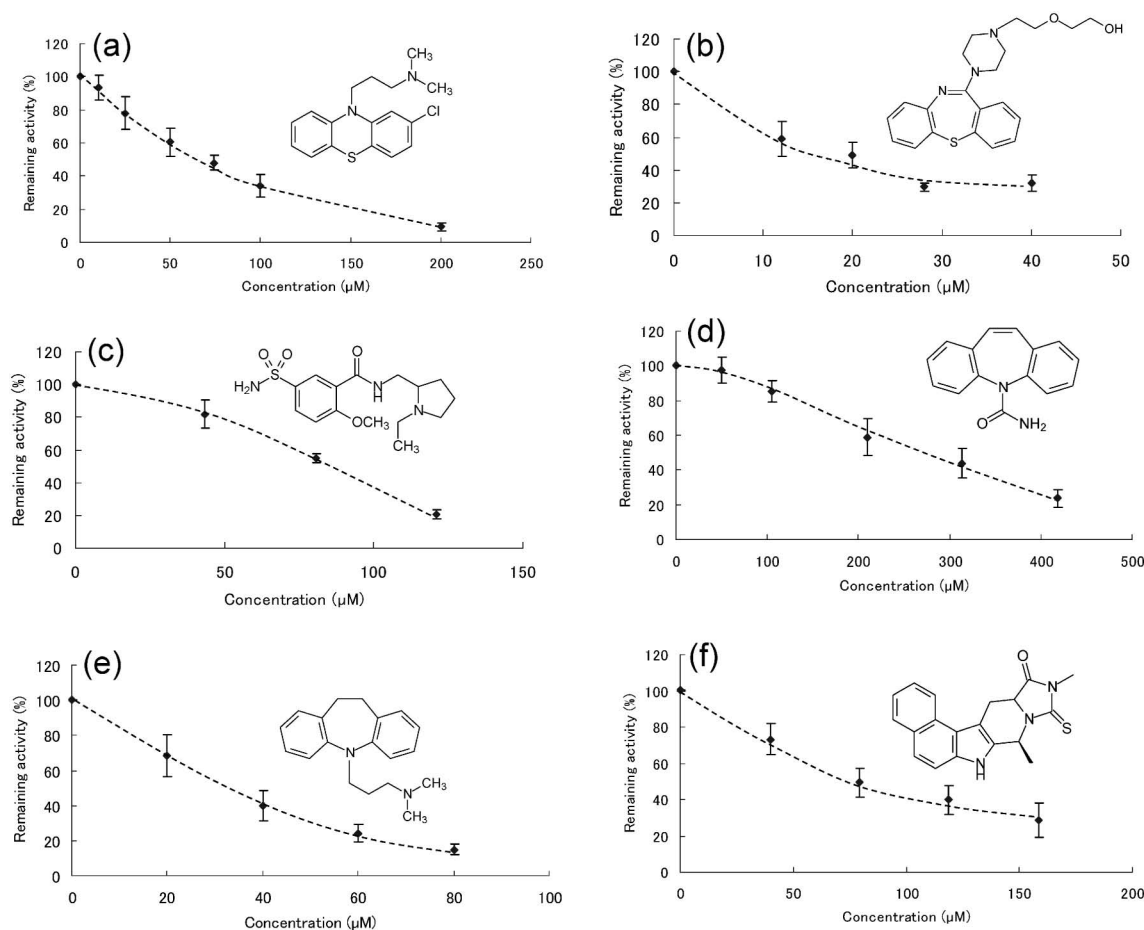 (a)
Remaining activity (%)
120
100
80
60
40
20
0
0 50 100 150 200 250
Concentration (µM)
CH3
N
CH3
N
Cl
S
(b)
Remaining activity (%)
120
100
80
60
40
20
0
0 10 20 30 40 50
Concentration (µM)
O
OH
N
N
N
S
(c)
Remaining activity (%)
120
100
80
60
40
20
0
0 50 100 150
Concentration (µM)
O O
S
H2N
O
N
H
N
OCH3
CH3
(d)
Remaining activity (%)
120
100
80
60
40
20
0
0 100 200 300 400 500
Concentration (µM)
N
O NH2
(e)
Remaining activity (%)
120
100
80
60
40
20
0
0 20 40 60 80 100
Concentration (µM)
N
CH3
N
CH3
(f)
Remaining activity (%)
120
100
80
60
40
20
0
0 50 100 150 200
Concentration (µM)
O
N
N
S
N
H